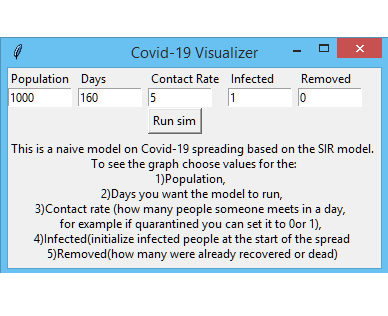 Covid-19 Visualizer
Population Days Contact Rate Infected Removed
1000 160 5 1 0
Run sim
This is a naive model on Covid-19 spreading based on the SIR model.
To see the graph choose values for the:
1)Population,
2)Days you want the model to run,
3)Contact rate (how many people someone meets in a day,
for example if quarantined you can set it to 0or 1),
4)Infected(initialize infected people at the start of the spread
5)Removed(how many were already recovered or dead)